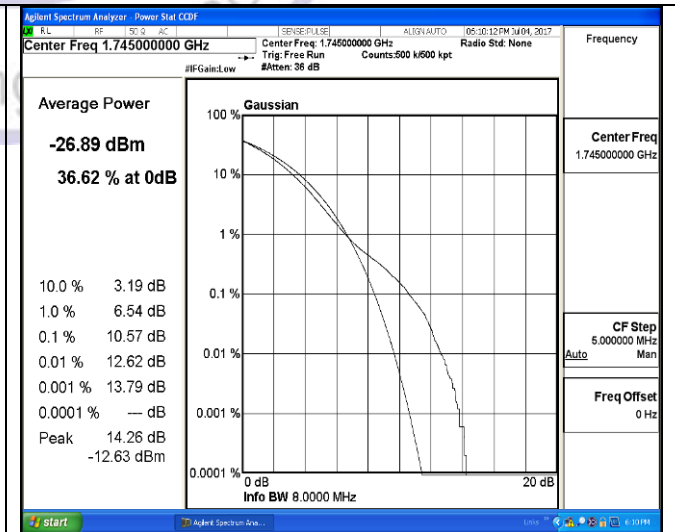 Agilent Spectrum Analyzer - Power Stat CCDF
RL RF 50 Ω AC SENSE:PULSE ALIGN AUTO 05:10:12 PM Jul 04, 2017
Center Freq 1.745000000 GHz
Center Freq: 1.745000000 GHz Radio Std: None
Trig: Free Run Counts:500 k/500 kpt
#IFGain:Low #Atten: 36 dB
Frequency
Average Power
-26.89 dBm
36.62 % at 0dB
10.0 % 3.19 dB
1.0 % 6.54 dB
0.1 % 10.57 dB
0.01 % 12.62 dB
0.001 % 13.79 dB
0.0001 % --- dB
Peak 14.26 dB
-12.63 dBm
Gaussian
100 %
10 %
1 %
0.1 %
0.01 %
0.001 %
0.0001 %
0 dB 20 dB
Info BW 8.0000 MHz
Center Freq
1.745000000 GHz
CF Step
5.000000 MHz
Auto Man
Freq Offset
0 Hz
start Agilent Spectrum Ana... Links » 6:10 PM